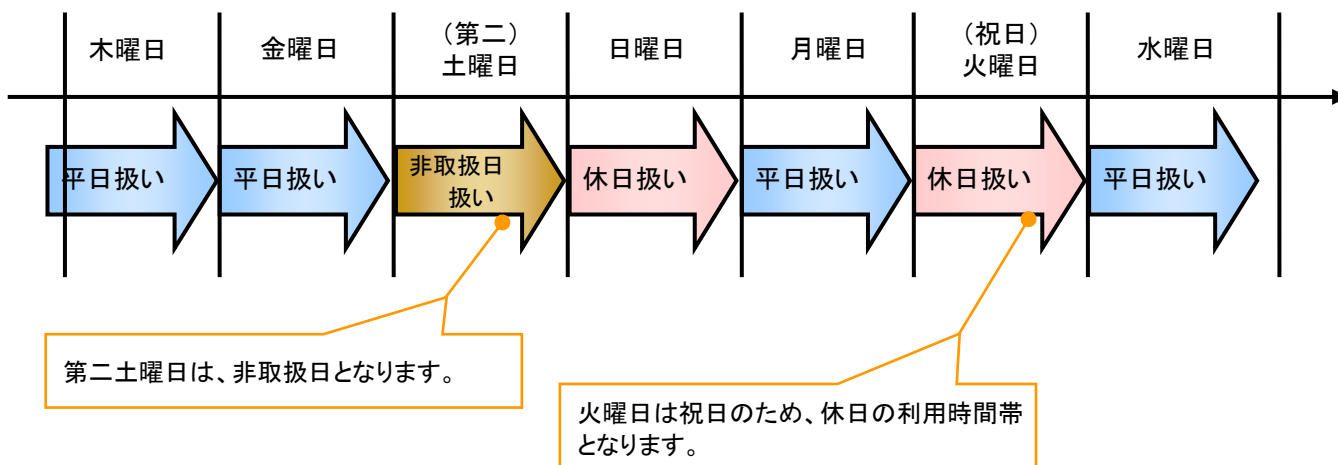 木曜日
金曜日
(第二)
土曜日
日曜日
月曜日
(祝日)
火曜日
水曜日
平日扱い
平日扱い
非取扱日
扱い
休日扱い
平日扱い
休日扱い
平日扱い
第二土曜日は、非取扱日となります。
火曜日は祝日のため、休日の利用時間帯
となります。